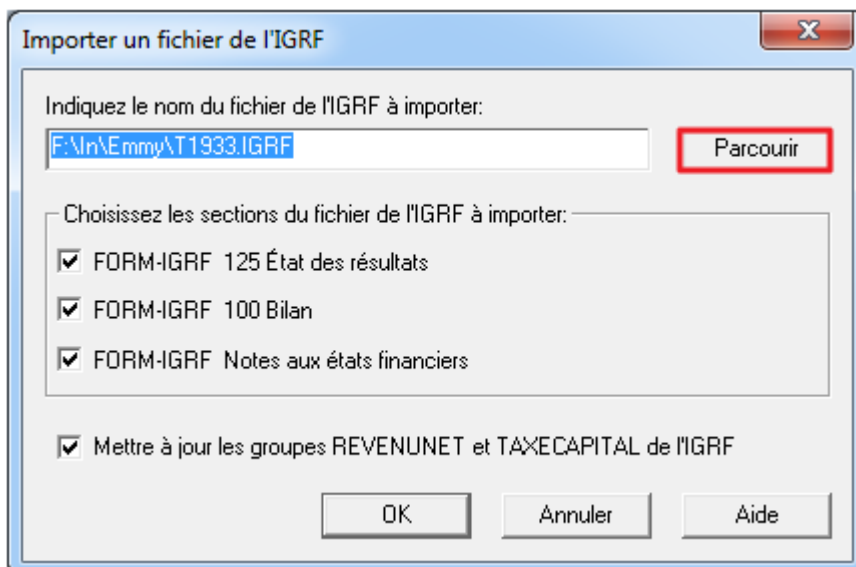 Importer un fichier de l'IGRF
Indiquez le nom du fichier de l'IGRF à importer:
F:\In\Emmy\T1933.IGRF
Parcourir
Choisissez les sections du fichier de l'IGRF à importer:
FORM-IGRF 125 État des résultats
FORM-IGRF 100 Bilan
FORM-IGRF Notes aux états financiers
Mettre à jour les groupes REVENUNET et TAXECAPITAL de l'IGRF
OK
Annuler
Aide